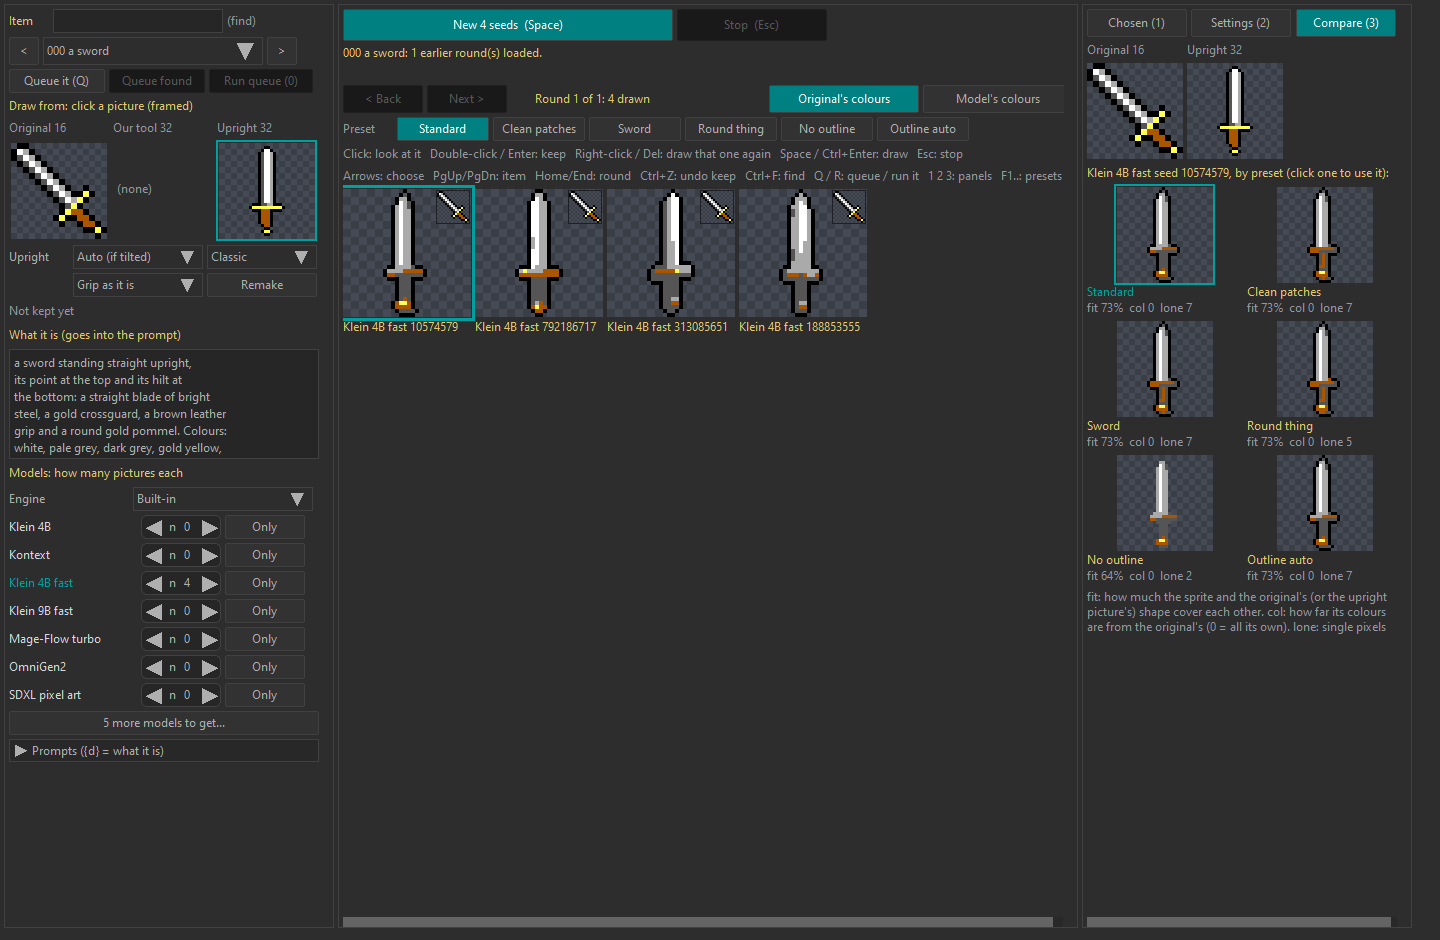 Item (find)
< 000 a sword >
Queue it (Q) Queue found Run queue (0)
Draw from: click a picture (framed)
Original 16 Our tool 32 Upright 32
(none)
Upright Auto (if tilted) Classic
Grip as it is Remake
Not kept yet
What it is (goes into the prompt)
a sword standing straight upright,
its point at the top and its hilt at
the bottom: a straight blade of bright
steel, a gold crossguard, a brown leather
grip and a round gold pommel. Colours:
white, pale grey, dark grey, gold yellow,
Models: how many pictures each
Engine Built-in
Klein 4B n 0 Only
Kontext n 0 Only
Klein 4B fast n 4 Only
Klein 9B fast n 0 Only
Mage-Flow turbo n 0 Only
OmniGen2 n 0 Only
SDXL pixel art n 0 Only
5 more models to get...
Prompts ({d} = what it is)
New 4 seeds (Space) Stop (Esc)
000 a sword: 1 earlier round(s) loaded.
< Back Next > Round 1 of 1: 4 drawn Original's colours Model's colours
Preset Standard Clean patches Sword Round thing No outline Outline auto
Click: look at it Double-click / Enter: keep Right-click / Del: draw that one again Space / Ctrl+Enter: draw Esc: stop
Arrows: choose PgUp/PgDn: item Home/End: round Ctrl+Z: undo keep Ctrl+F: find Q / R: queue / run it 1 2 3: panels F1..: presets
Klein 4B fast 10574579 Klein 4B fast 792186717 Klein 4B fast 313085651 Klein 4B fast 188853555
Chosen (1) Settings (2) Compare (3)
Original 16 Upright 32
Klein 4B fast seed 10574579, by preset (click one to use it):
Standard Clean patches
fit 73% col 0 lone 7 fit 73% col 0 lone 7
Sword Round thing
fit 73% col 0 lone 7 fit 73% col 0 lone 5
No outline Outline auto
fit 64% col 0 lone 2 fit 73% col 0 lone 7
fit: how much the sprite and the original's (or the upright
picture's) shape cover each other. col: how far its colours
are from the original's (0 = all its own). lone: single pixels